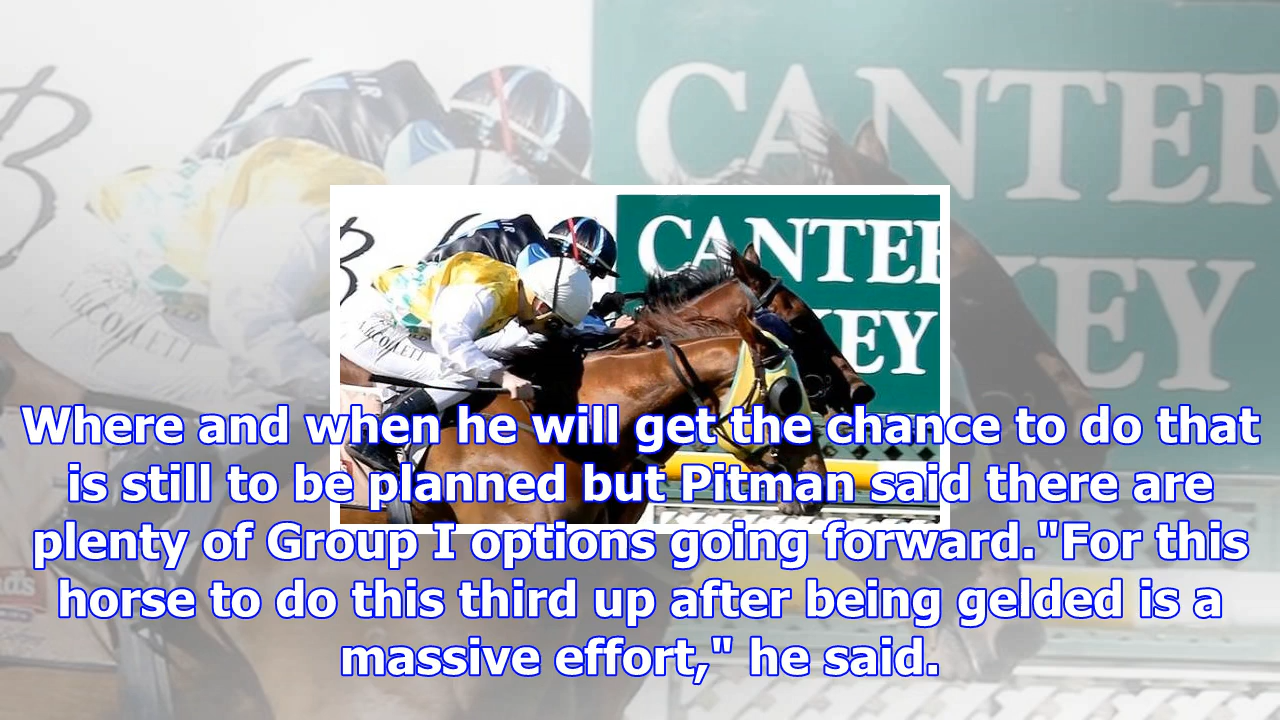 CANTER
EY
CANTE
EY
Where and when he will get the chance to do that
is still to be planned but Pitman said there are
plenty of Group I options going forward."For this
horse to do this third up after being gelded is a
massive effort," he said.